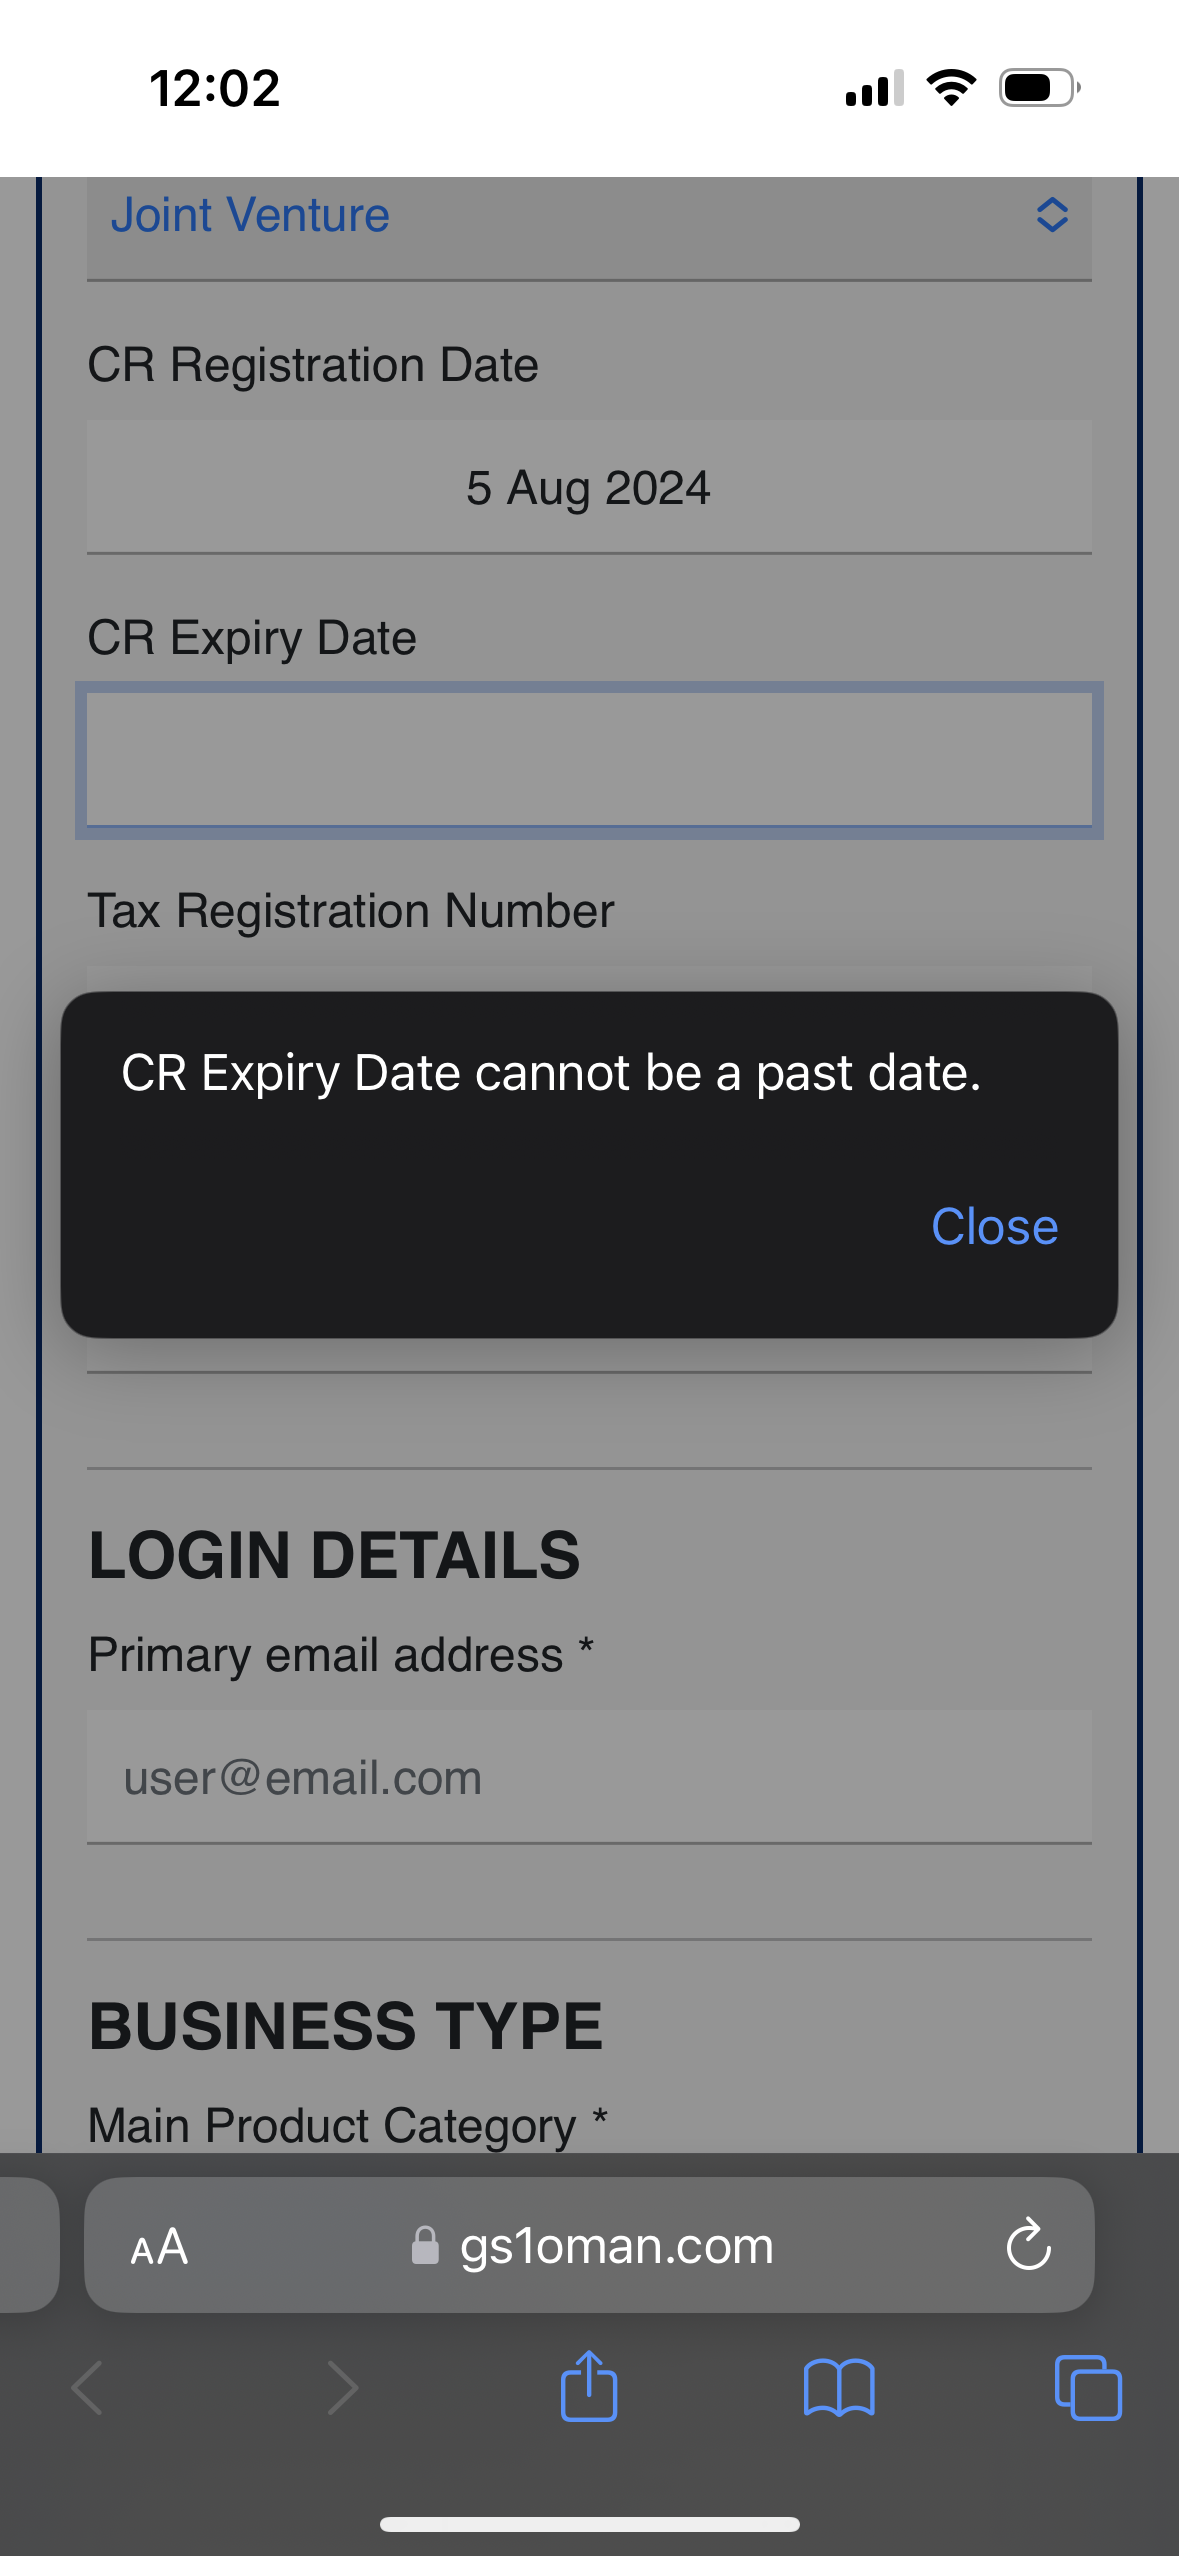 12:02
Joint Venture
CR Registration Date
5 Aug 2024
CR Expiry Date
Tax Registration Number
CR Expiry Date cannot be a past date.
Close
LOGIN DETAILS
Primary email address *
user@email.com
BUSINESS TYPE
Main Product Category *
AA gs1oman.com